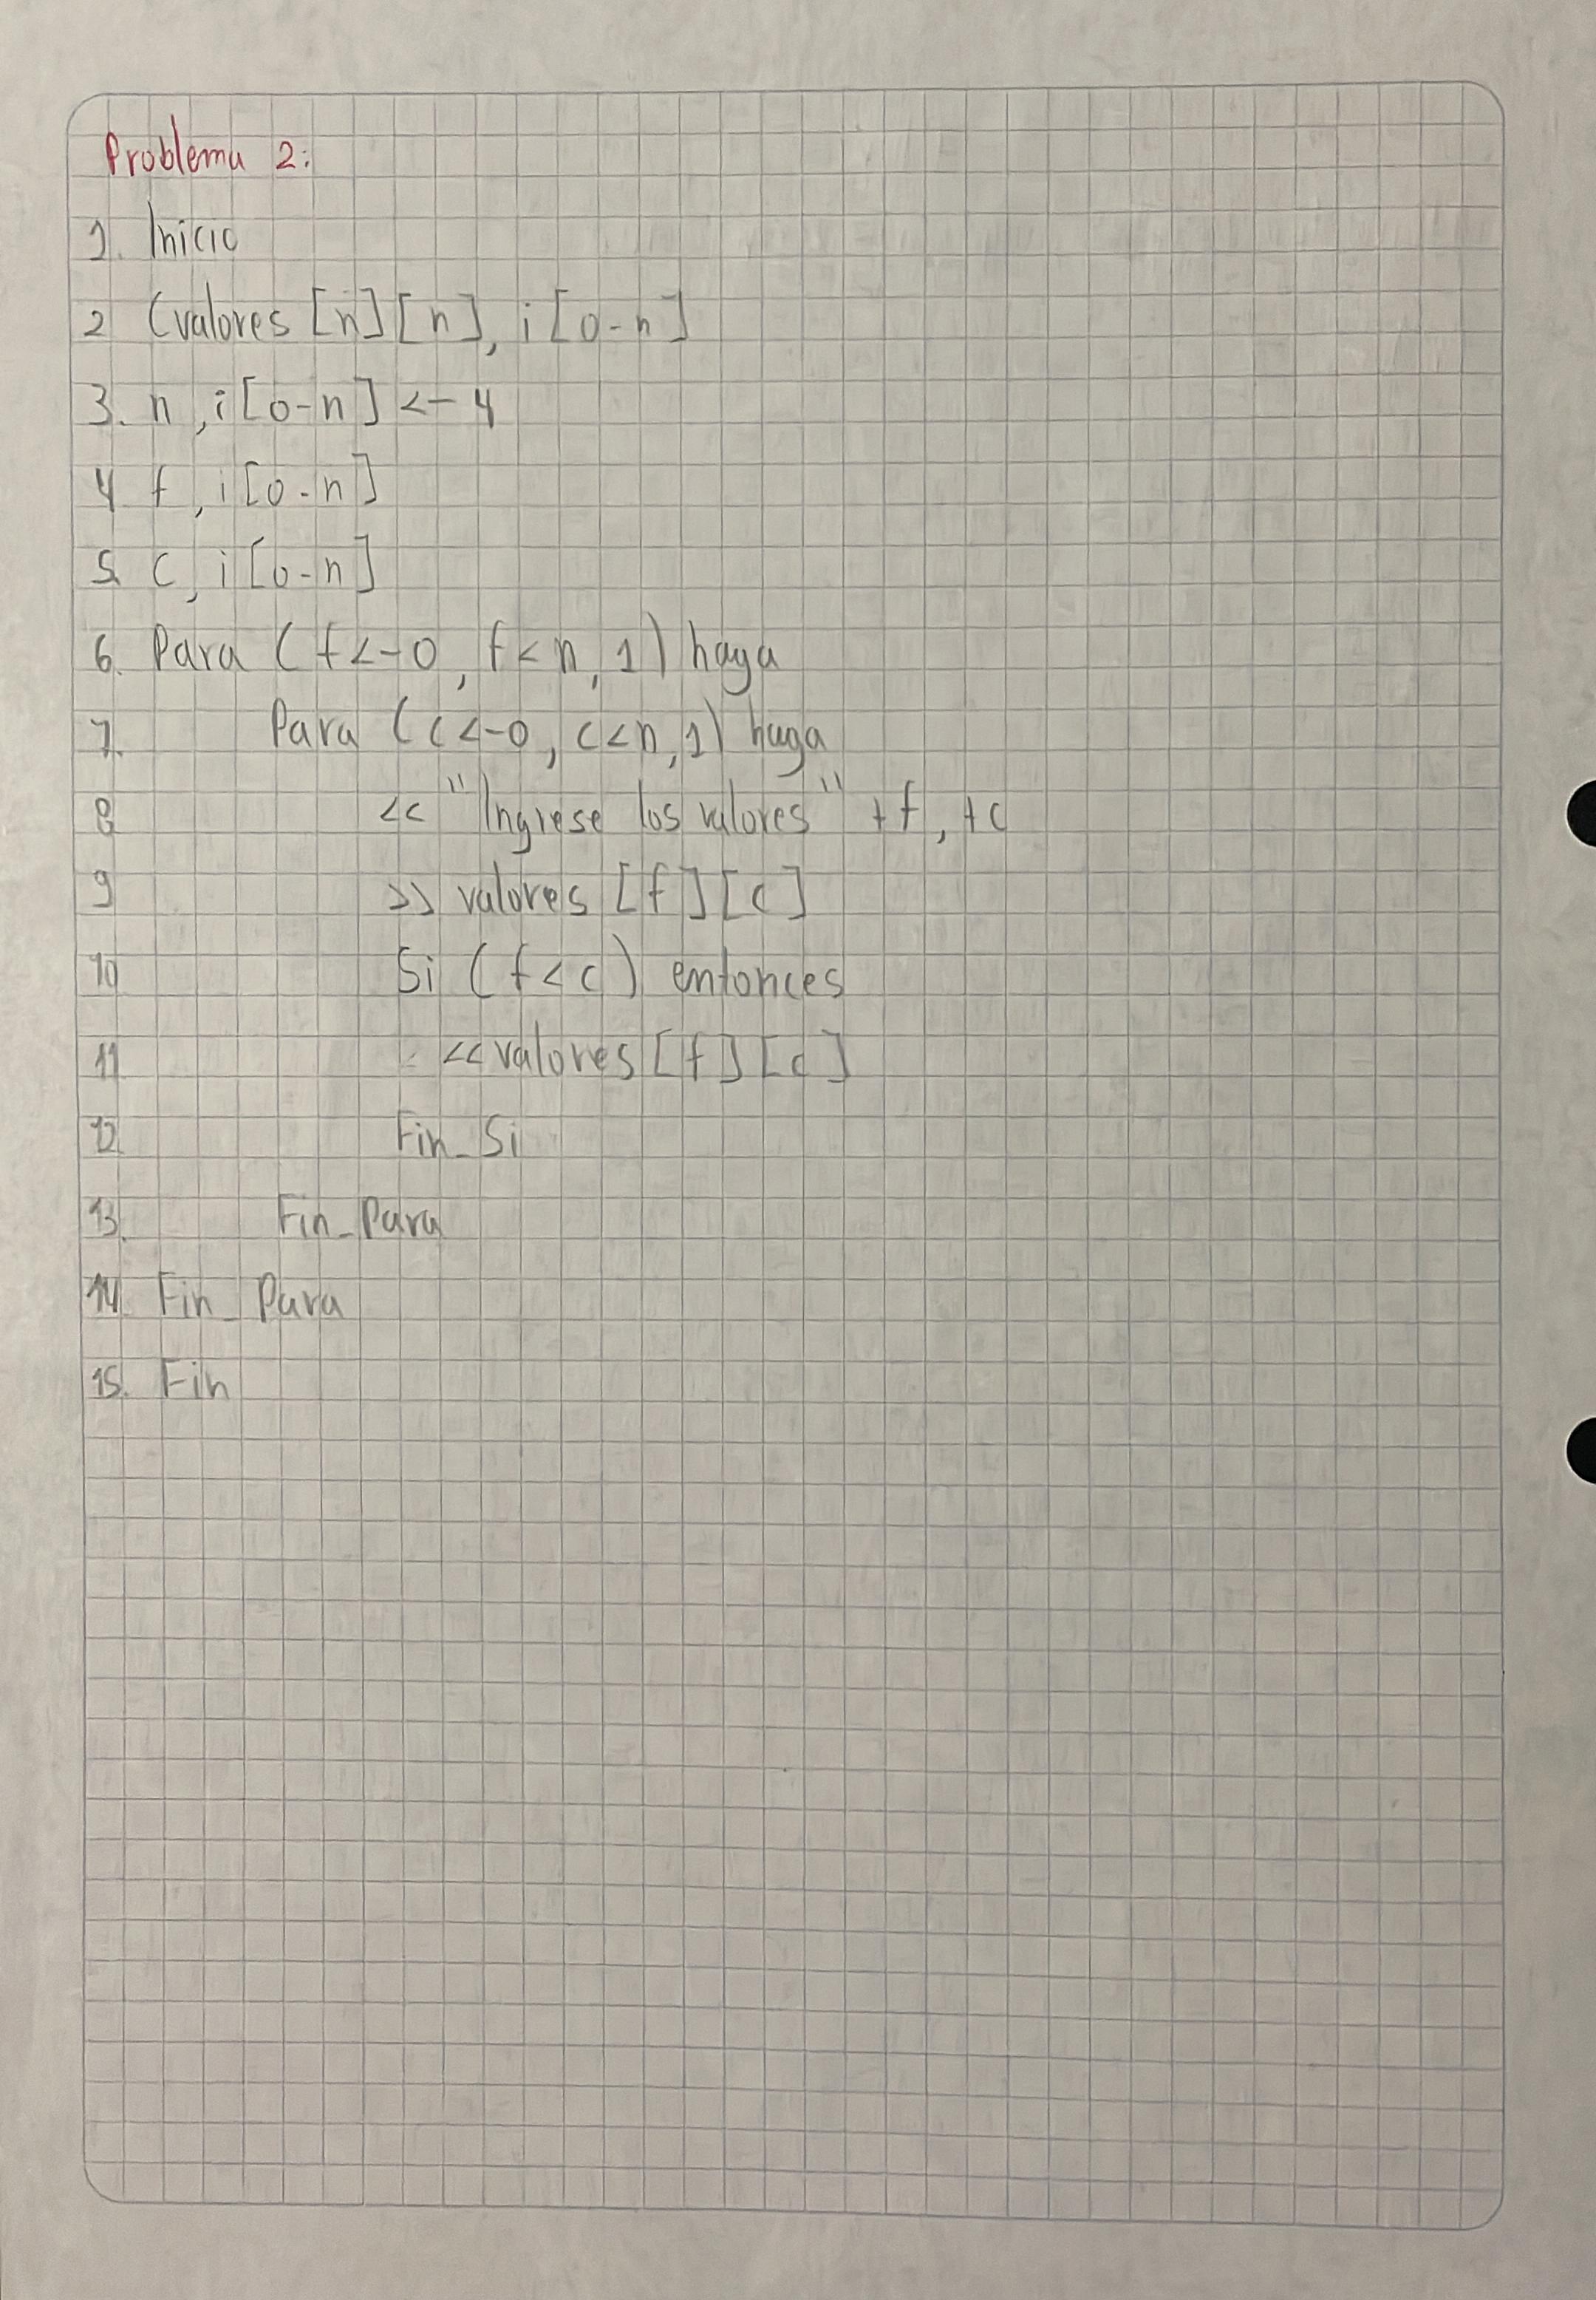 Problema 2:
1. Inicio
2 (valores [n][n], i[0-n]
3. n, i[0-n] <- 4
4 f, i[0-n]
5. c, i[0-n]
6. Para (f<-0, f<n, 1) haga
7. Para (c<-0, c<n, 1) haga
8 << "Ingrese los valores" +f, +c
9 >> valores [f][c]
10 Si (f<c) entonces
11 << valores [f][c]
12 Fin_Si
13. Fin_Para
14. Fin_Para
15. Fin